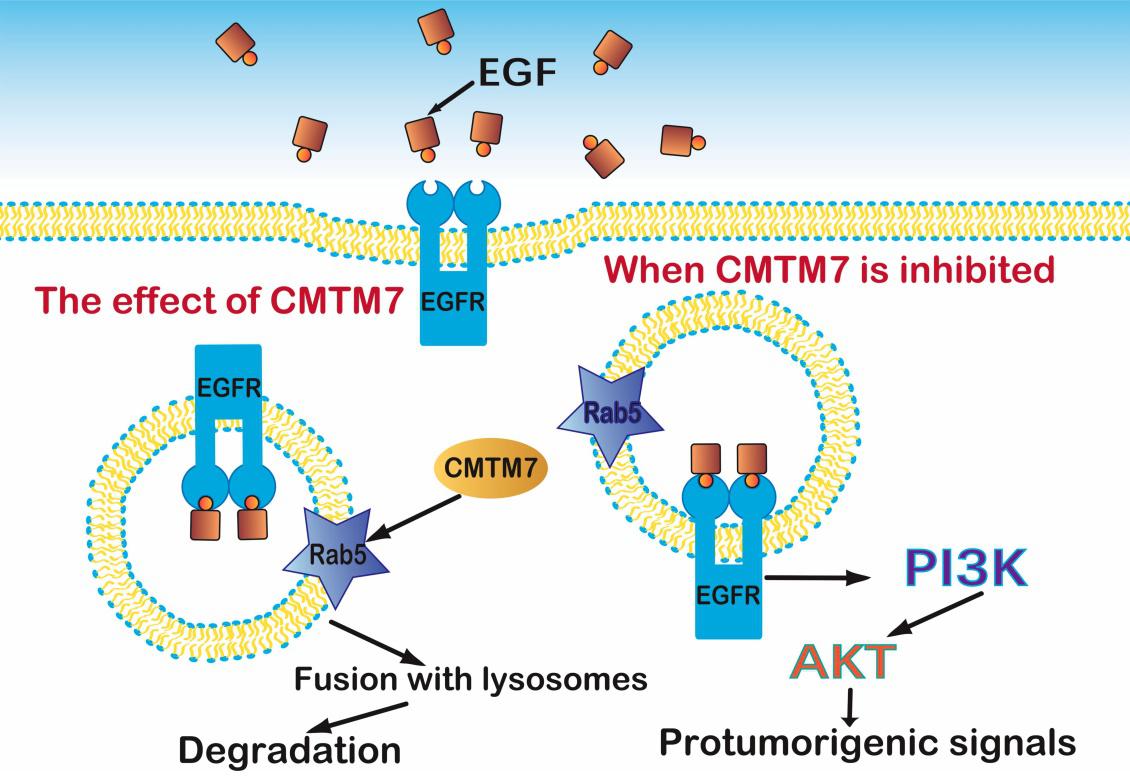 EGF
When CMTM7 is inhibited
The effect of CMTM7
EGFR
EGFR
Rab5
CMTM7
Rab5
EGFR
PI3K
AKT
Fusion with lysosomes
Degradation
Protumorigenic signals